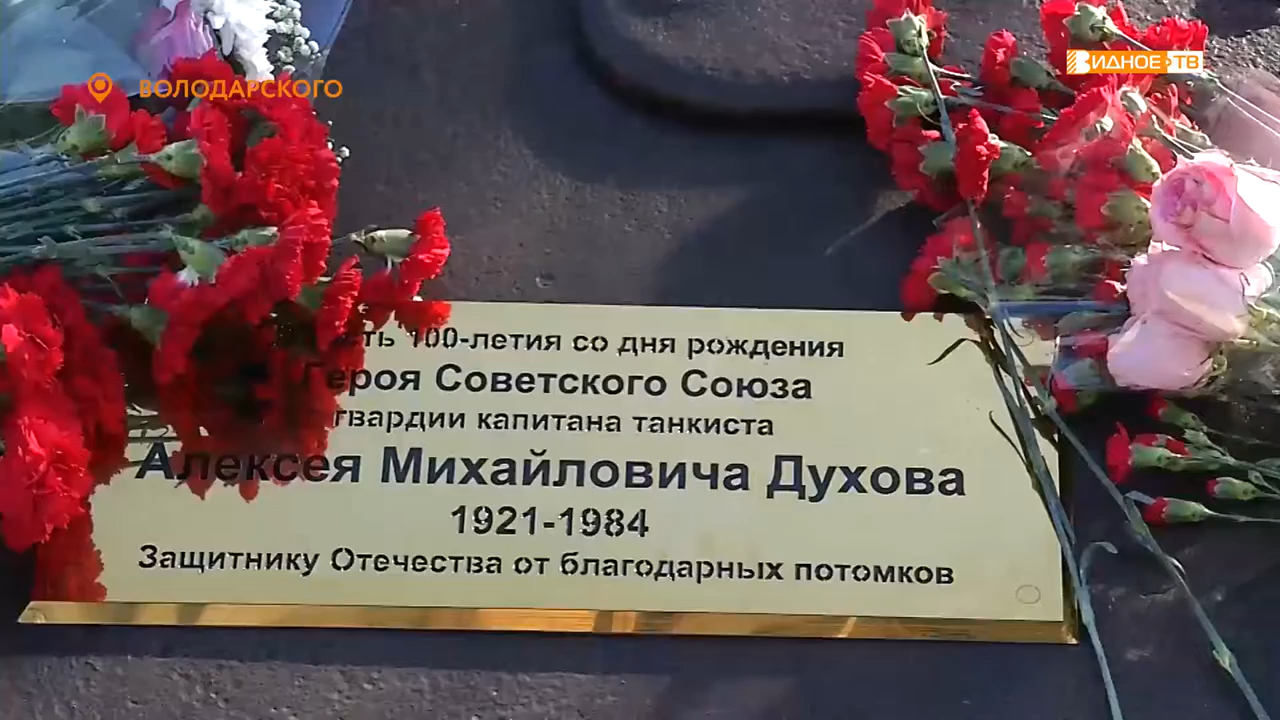 ВОЛОДАРСКОГО
ВИДНОЕ ТВ
100-летия со дня рождения
Героя Советского Союза
гвардии капитана танкиста
Алексея Михайловича Духова
1921-1984
Защитнику Отечества от благодарных потомков